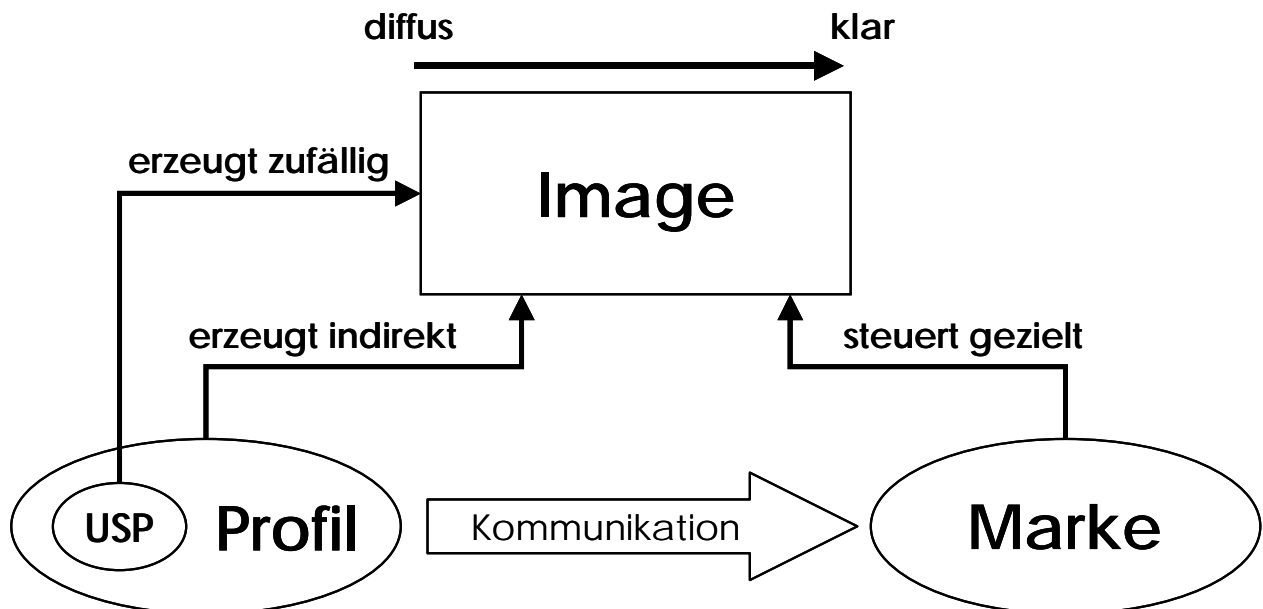 diffus klar
erzeugt zufällig
Image
erzeugt indirekt
steuert gezielt
USP
Profil
Kommunikation
Marke